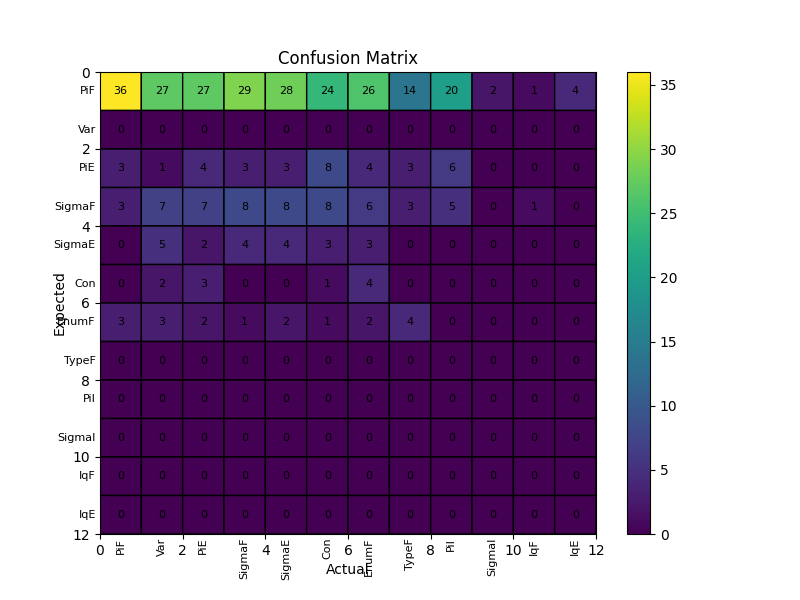 Confusion Matrix
0
PiF 36 27 27 29 28 24 26 14 20 2 1 4
Var 0 0 0 0 0 0 0 0 0 0 0 0
2
PiE 3 1 4 3 3 8 4 3 6 0 0 0
SigmaF 3 7 7 8 8 8 6 3 5 0 1 0
4
SigmaE 0 5 2 4 4 3 3 0 0 0 0 0
Expected
Con 0 2 3 0 0 1 4 0 0 0 0 0
6
EnumF 3 3 2 1 2 1 2 4 0 0 0 0
TypeF 0 0 0 0 0 0 0 0 0 0 0 0
8
PiI 0 0 0 0 0 0 0 0 0 0 0 0
SigmaI 0 0 0 0 0 0 0 0 0 0 0 0
10
IqF 0 0 0 0 0 0 0 0 0 0 0 0
IqE 0 0 0 0 0 0 0 0 0 0 0 0
12
0 2 4 6 8 10 12
PiF Var PiE SigmaF SigmaE Con EnumF TypeF PiI SigmaI IqF IqE
Actual
35
30
25
20
15
10
5
0